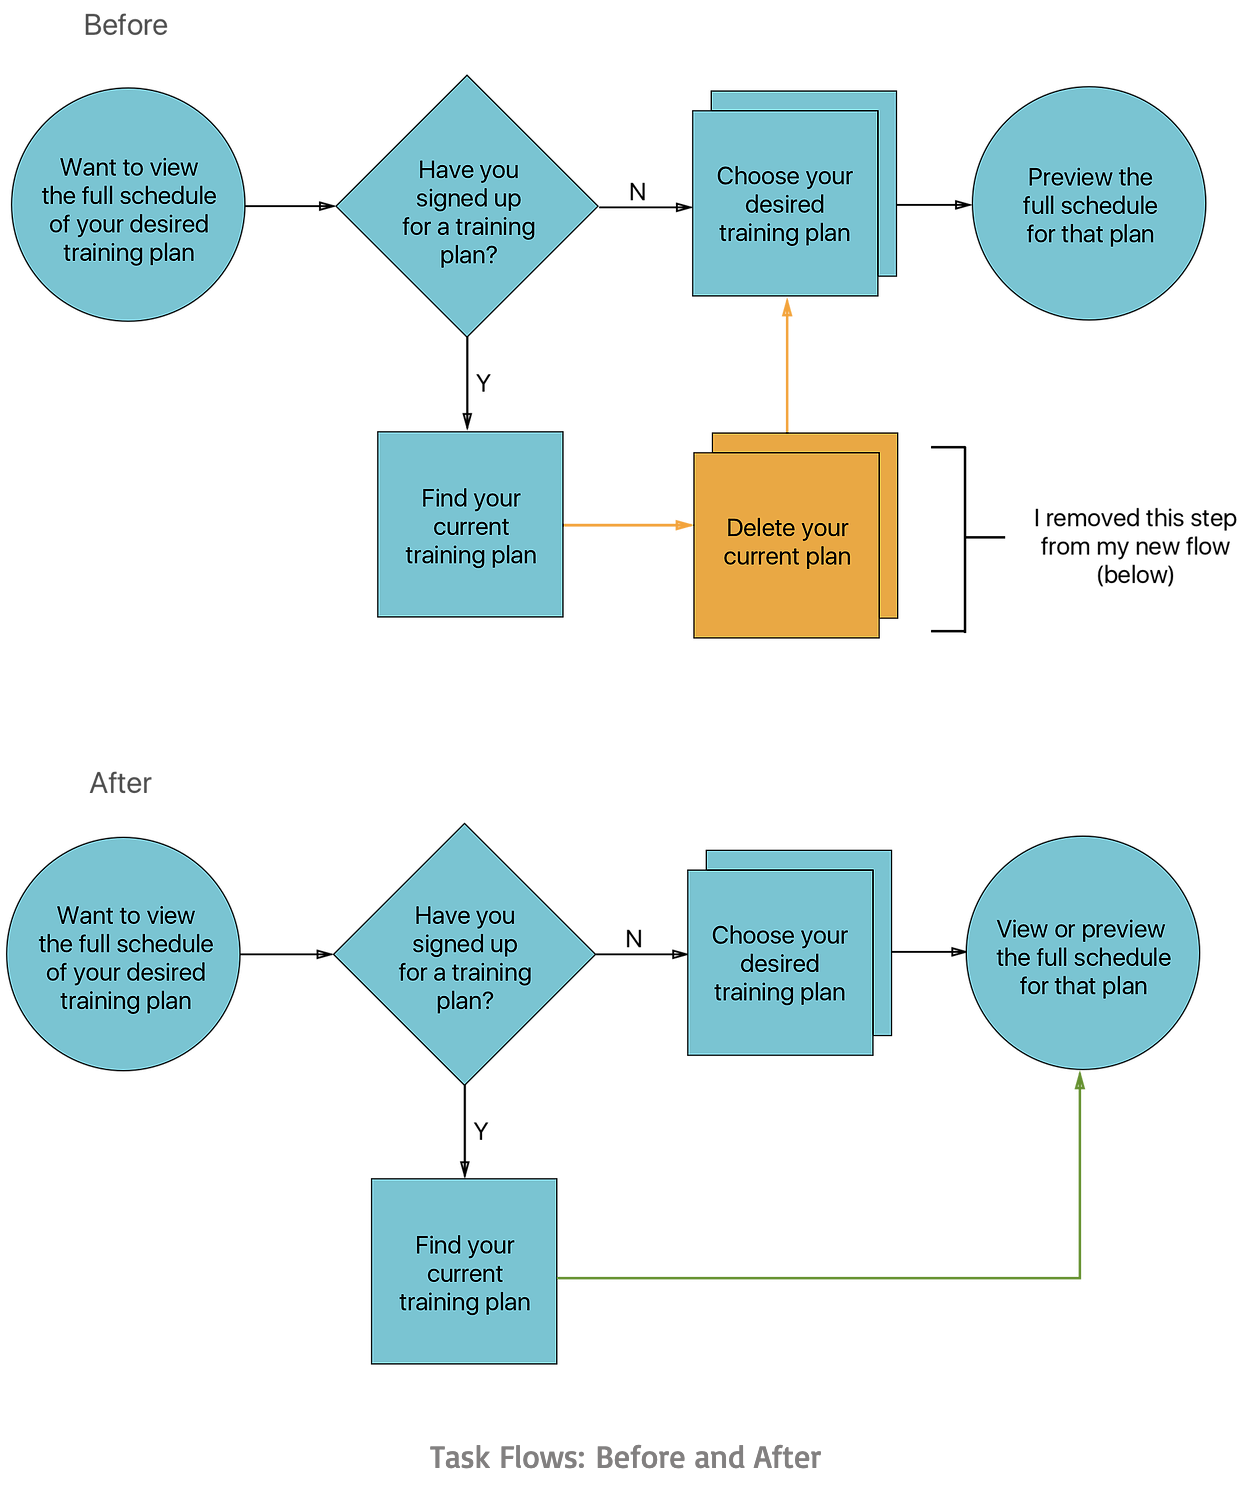 Before
Want to view
the full schedule
of your desired
training plan
Have you
signed up
for a training
plan?
N
Choose your
desired
training plan
Preview the
full schedule
for that plan
Y
Find your
current
training plan
Delete your
current plan
I removed this step
from my new flow
(below)
After
Want to view
the full schedule
of your desired
training plan
Have you
signed up
for a training
plan?
N
Choose your
desired
training plan
View or preview
the full schedule
for that plan
Y
Find your
current
training plan
Task Flows: Before and After